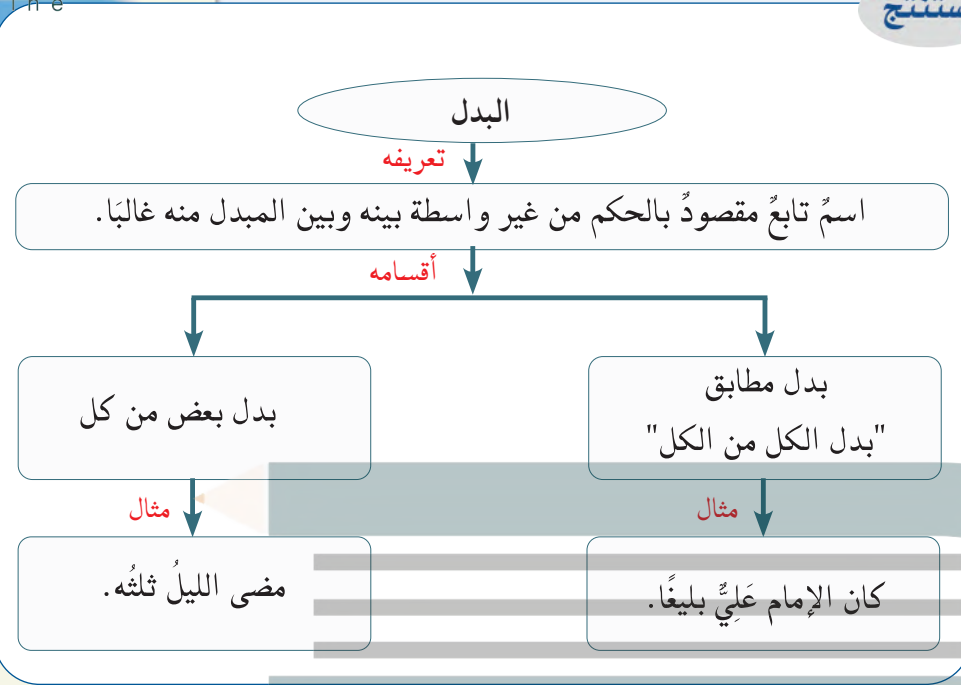 The
البدل
تعريفه
اسمٌ تابعٌ مقصودٌ بالحكم من غير واسطة بينه وبين المبدل منه غالبًا.
أقسامه
بدل مطابق
"بدل الكل من الكل"
بدل بعض من كل
مثال
مثال
كان الإمام عَلِيٌّ بليغًا.
مضى الليلُ ثلثُه.